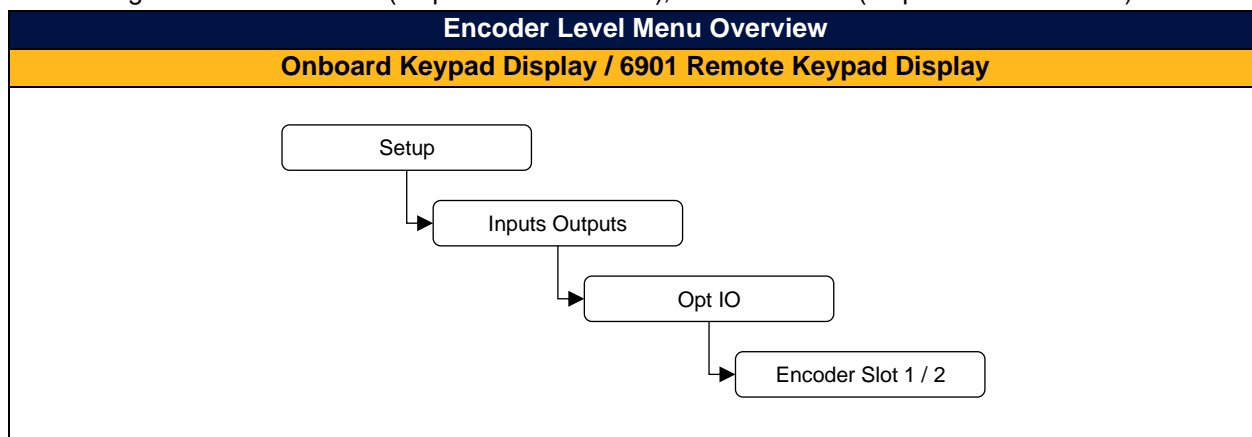 Encoder Level Menu Overview
Onboard Keypad Display / 6901 Remote Keypad Display
Setup
Inputs Outputs
Opt IO
Encoder Slot 1 / 2